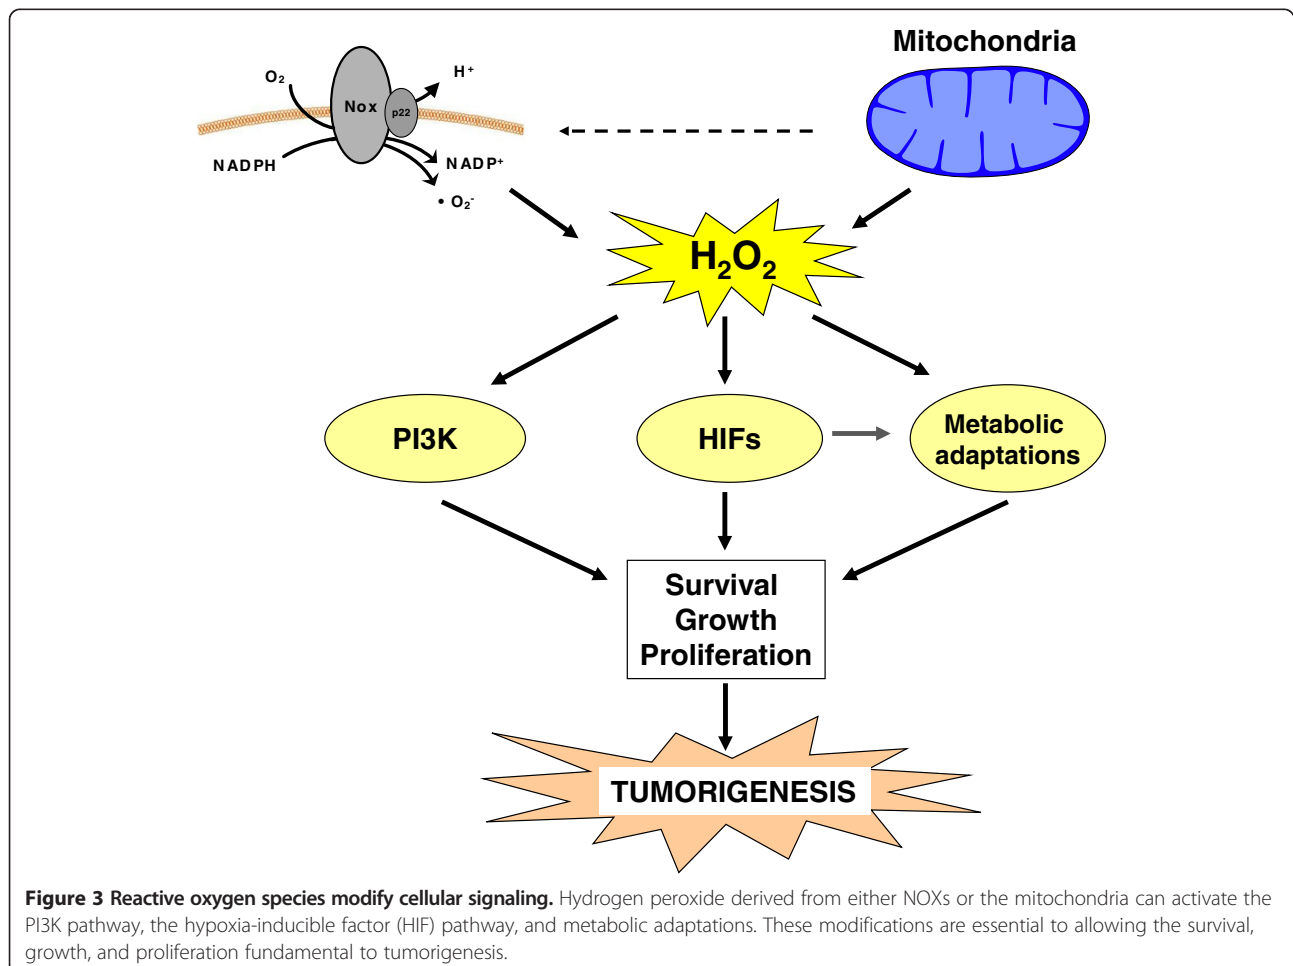 Mitochondria
O₂
H⁺
Nox
p22
NADPH
NADP⁺
• O₂⁻
H₂O₂
PI3K
HIFs
Metabolic
adaptations
Survival
Growth
Proliferation
TUMORIGENESIS
Figure 3 Reactive oxygen species modify cellular signaling. Hydrogen peroxide derived from either NOXs or the mitochondria can activate the
PI3K pathway, the hypoxia-inducible factor (HIF) pathway, and metabolic adaptations. These modifications are essential to allowing the survival,
growth, and proliferation fundamental to tumorigenesis.